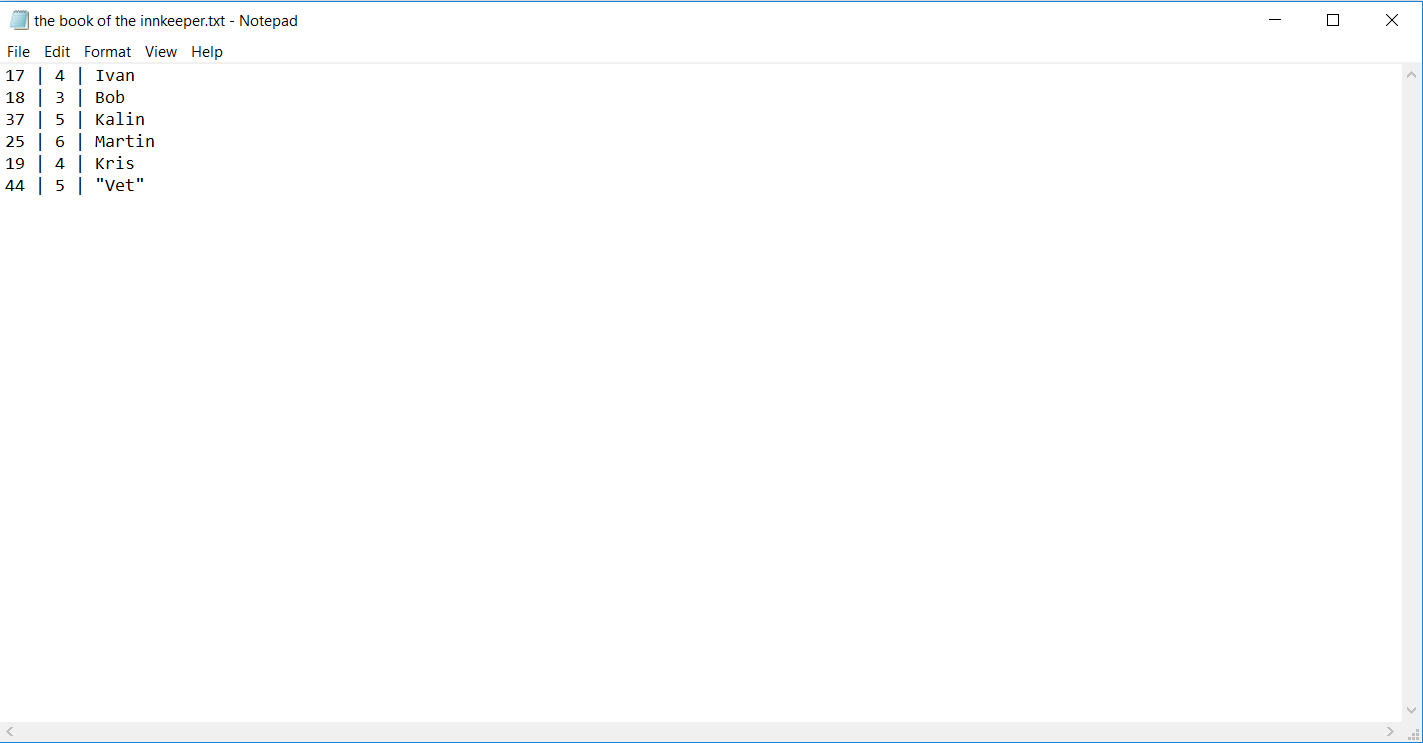 the book of the innkeeper.txt - Notepad
File Edit Format View Help
17 | 4 | Ivan
18 | 3 | Bob
37 | 5 | Kalin
25 | 6 | Martin
19 | 4 | Kris
44 | 5 | "Vet"